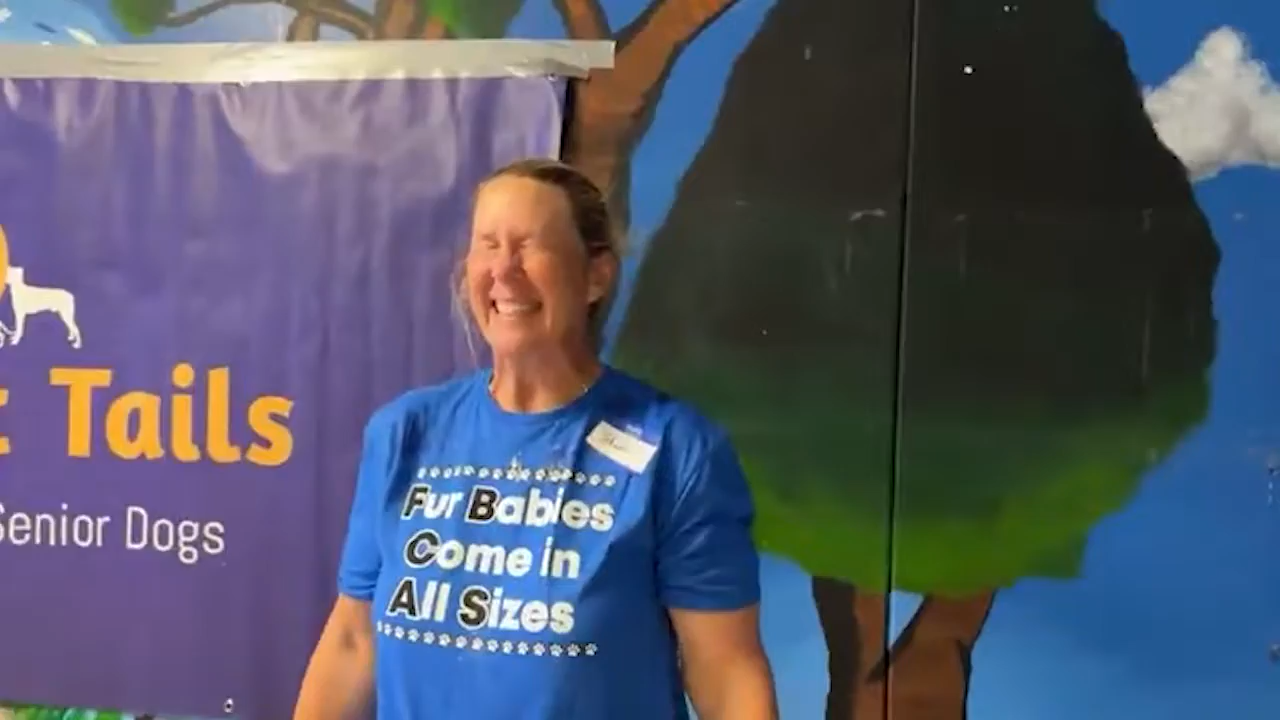 Tails
Senior Dogs
Fur Babies
Come in
All Sizes